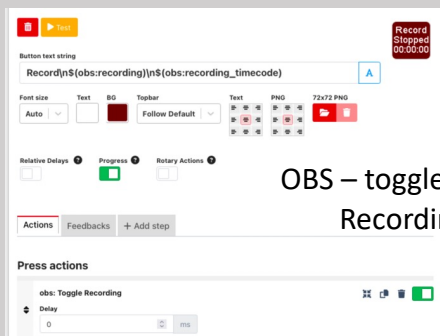 Text
Record
Stopped
00:00:00
Button text string
Record\n$(obs:recording)\n$(obs:recording_timecode)
A
Font size Text BG Topbar Text PNG 72x72 PNG
Auto Follow Default
Relative Delays ? Progress ? Rotary Actions ?
OBS – toggle
Actions Feedbacks + Add step
Press actions
obs: Toggle Recording
Delay
0 ms